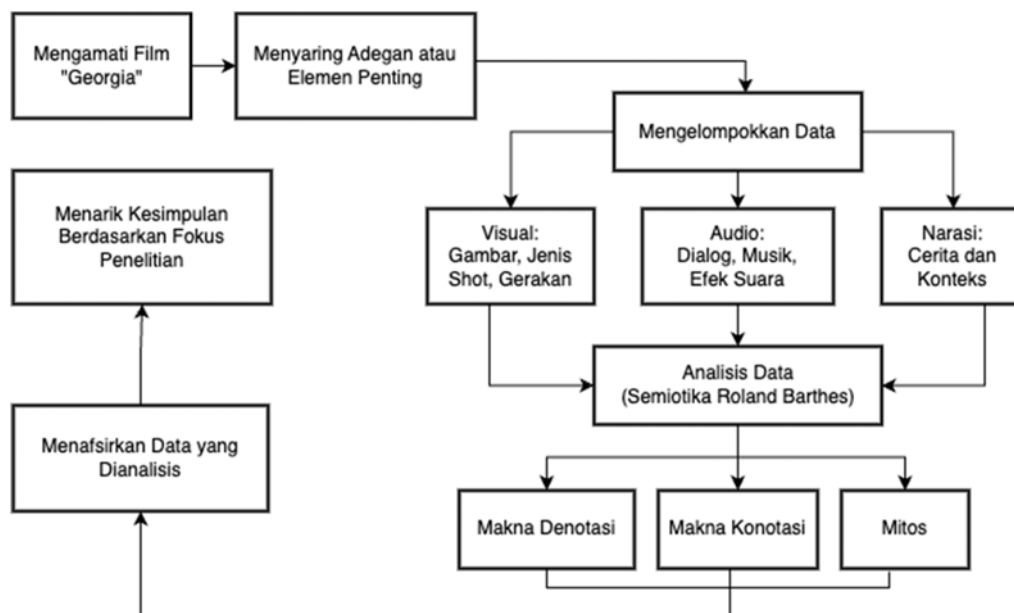 Mengamati Film
"Georgia"
Menyaring Adegan atau
Elemen Penting
Mengelompokkan Data
Visual:
Gambar, Jenis
Shot, Gerakan
Audio:
Dialog, Musik,
Efek Suara
Narasi:
Cerita dan
Konteks
Analisis Data
(Semiotika Roland Barthes)
Makna Denotasi
Makna Konotasi
Mitos
Menafsirkan Data yang
Dianalisis
Menarik Kesimpulan
Berdasarkan Fokus
Penelitian